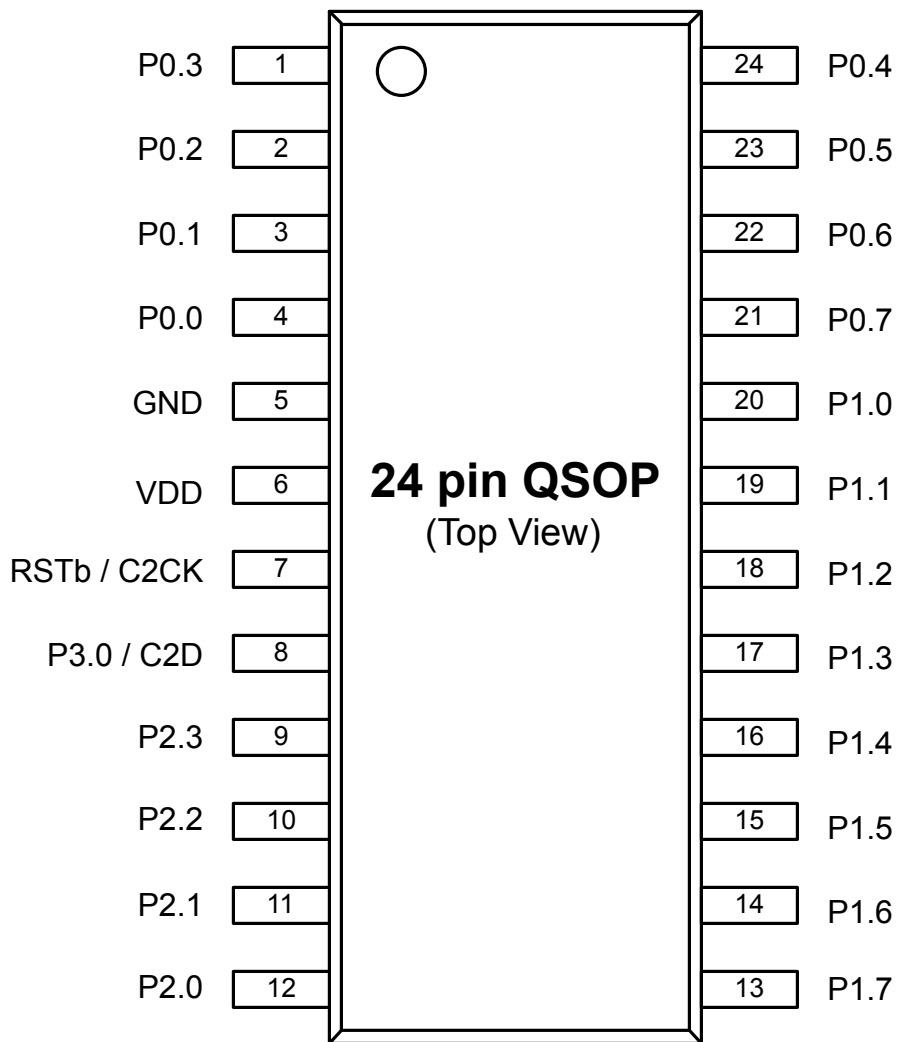 P0.3 1 24 P0.4
P0.2 2 23 P0.5
P0.1 3 22 P0.6
P0.0 4 21 P0.7
GND 5 20 P1.0
VDD 6 24 pin QSOP 19 P1.1
(Top View)
RSTb / C2CK 7 18 P1.2
P3.0 / C2D 8 17 P1.3
P2.3 9 16 P1.4
P2.2 10 15 P1.5
P2.1 11 14 P1.6
P2.0 12 13 P1.7